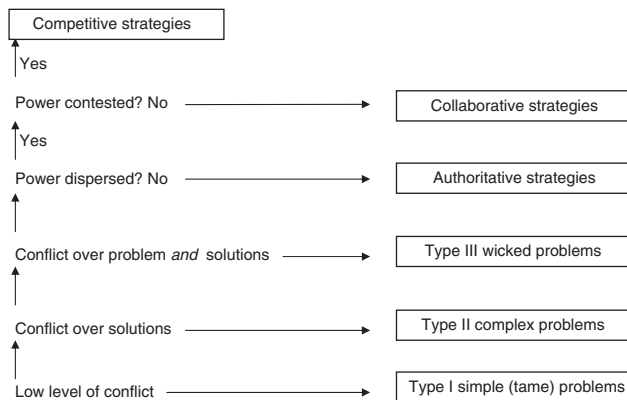 Competitive strategies
Yes
Power contested? No
Collaborative strategies
Yes
Power dispersed? No
Authoritative strategies
Conflict over problem and solutions
Type III wicked problems
Conflict over solutions
Type II complex problems
Low level of conflict
Type I simple (tame) problems